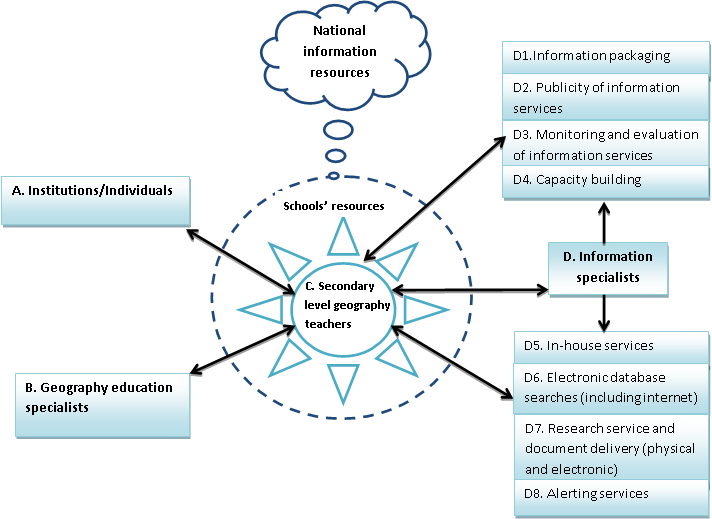 National
information
resources
D1.Information packaging
D2. Publicity of information
services
D3. Monitoring and evaluation
of information services
D4. Capacity building
A. Institutions/Individuals
Schools’ resources
C. Secondary
level geography
teachers
D. Information
specialists
B. Geography education
specialists
D5. In-house services
D6. Electronic database
searches (including internet)
D7. Research service and
document delivery (physical
and electronic)
D8. Alerting services